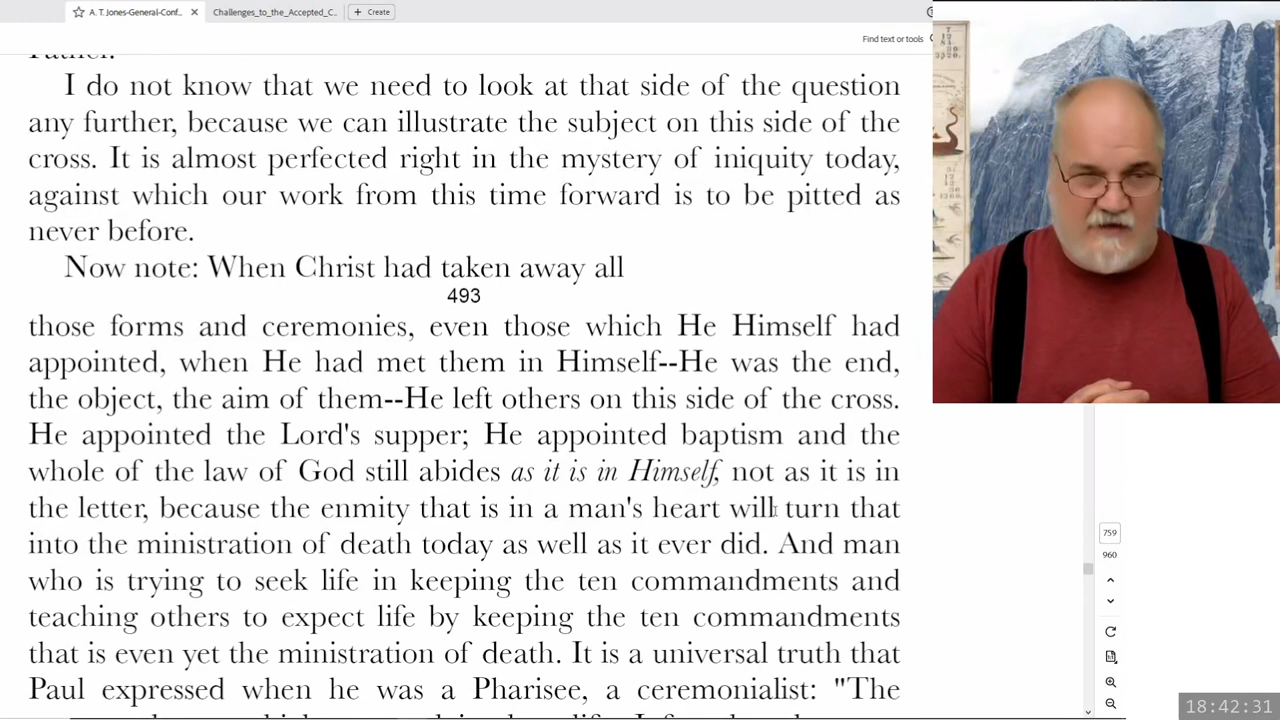 A. T. Jones-General-Conf...
Challenges_to_the_Accepted_C...
+ Create
Find text or tools
Father.
I do not know that we need to look at that side of the question
any further, because we can illustrate the subject on this side of the
cross. It is almost perfected right in the mystery of iniquity today,
against which our work from this time forward is to be pitted as
never before.
Now note: When Christ had taken away all
493
those forms and ceremonies, even those which He Himself had
appointed, when He had met them in Himself--He was the end,
the object, the aim of them--He left others on this side of the cross.
He appointed the Lord's supper; He appointed baptism and the
whole of the law of God still abides as it is in Himself, not as it is in
the letter, because the enmity that is in a man's heart will turn that
into the ministration of death today as well as it ever did. And man
who is trying to seek life in keeping the ten commandments and
teaching others to expect life by keeping the ten commandments
that is even yet the ministration of death. It is a universal truth that
Paul expressed when he was a Pharisee, a ceremonialist: "The
759
960
18:42:31